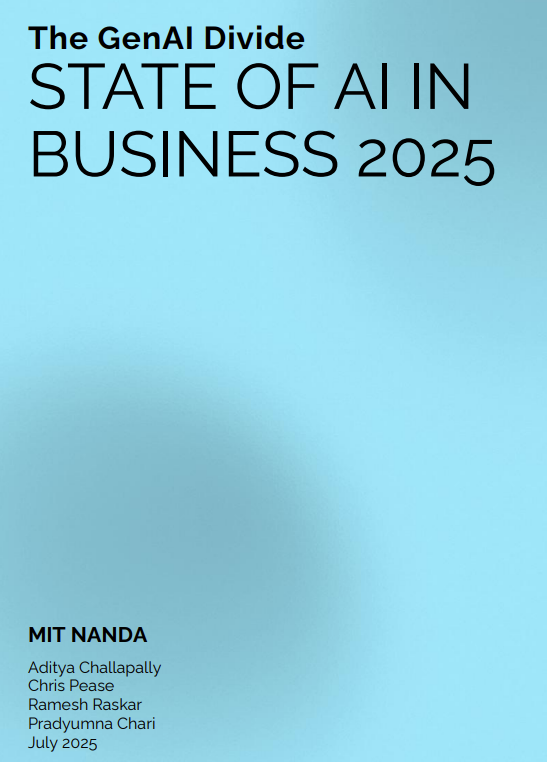 The GenAI Divide
STATE OF AI IN
BUSINESS 2025
MIT NANDA
Aditya Challapally
Chris Pease
Ramesh Raskar
Pradyumna Chari
July 2025